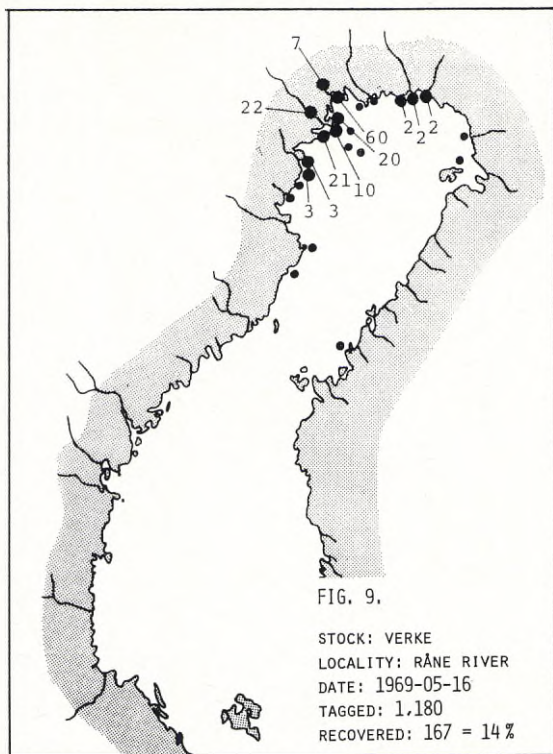 7
22
60
2 2 2
20
21
10
3 3
FIG. 9.
STOCK: VERKE
LOCALITY: RÅNE RIVER
DATE: 1969-05-16
TAGGED: 1.180
RECOVERED: 167 = 14%